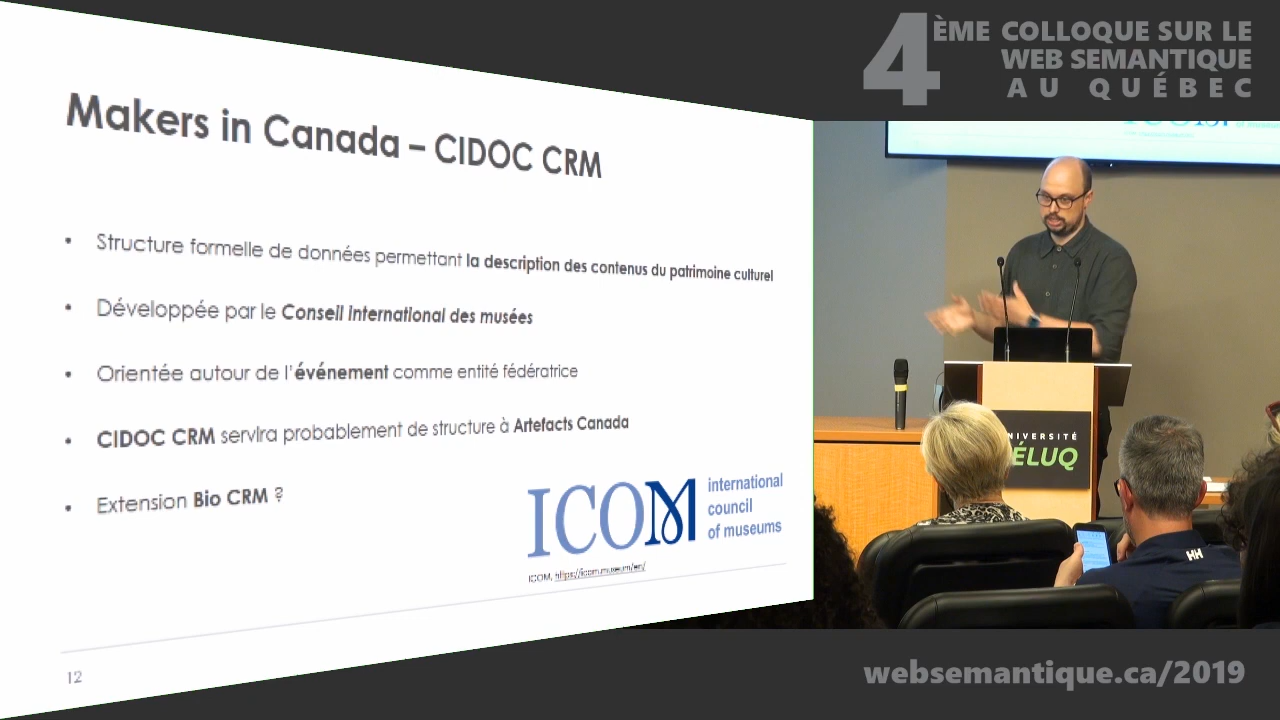 4ÈME COLLOQUE SUR LE
WEB SEMANTIQUE
AU QUÉBEC
Makers in Canada – CIDOC CRM
• Structure formelle de données permettant la description des contenus du patrimoine culturel
• Développée par le Conseil international des musées
• Orientée autour de l'événement comme entité fédératrice
• CIDOC CRM servira probablement de structure à Artefacts Canada
• Extension Bio CRM ?
ICOM international
council
of museums
ICOM, https://icom.museum/en/
12
NIVERSITÉ
ÉLUQ
HH
websemantique.ca/2019